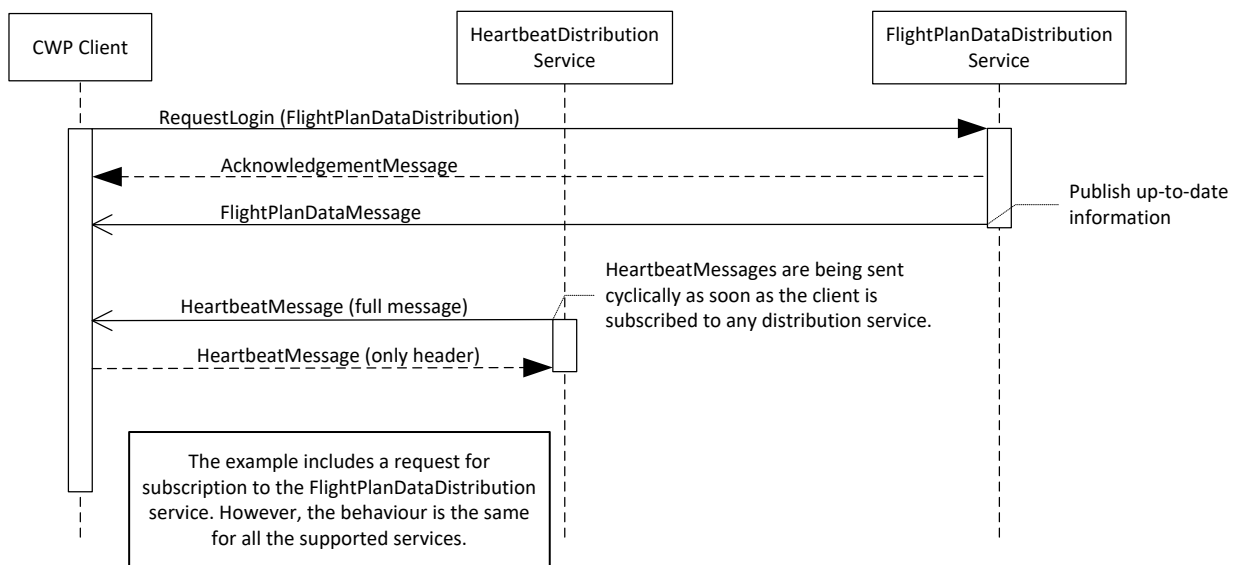 CWP Client
HeartbeatDistribution
Service
FlightPlanDataDistribution
Service
RequestLogin (FlightPlanDataDistribution)
AcknowledgementMessage
FlightPlanDataMessage
Publish up-to-date
information
HeartbeatMessages are being sent
cyclically as soon as the client is
subscribed to any distribution service.
HeartbeatMessage (full message)
HeartbeatMessage (only header)
The example includes a request for
subscription to the FlightPlanDataDistribution
service. However, the behaviour is the same
for all the supported services.